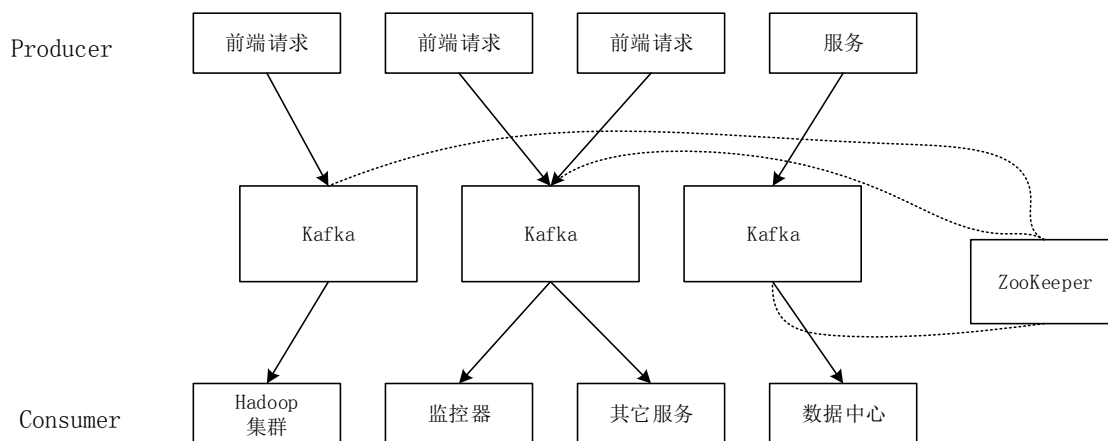 Producer
前端请求
前端请求
前端请求
服务
Kafka
Kafka
Kafka
ZooKeeper
Consumer
Hadoop
集群
监控器
其它服务
数据中心